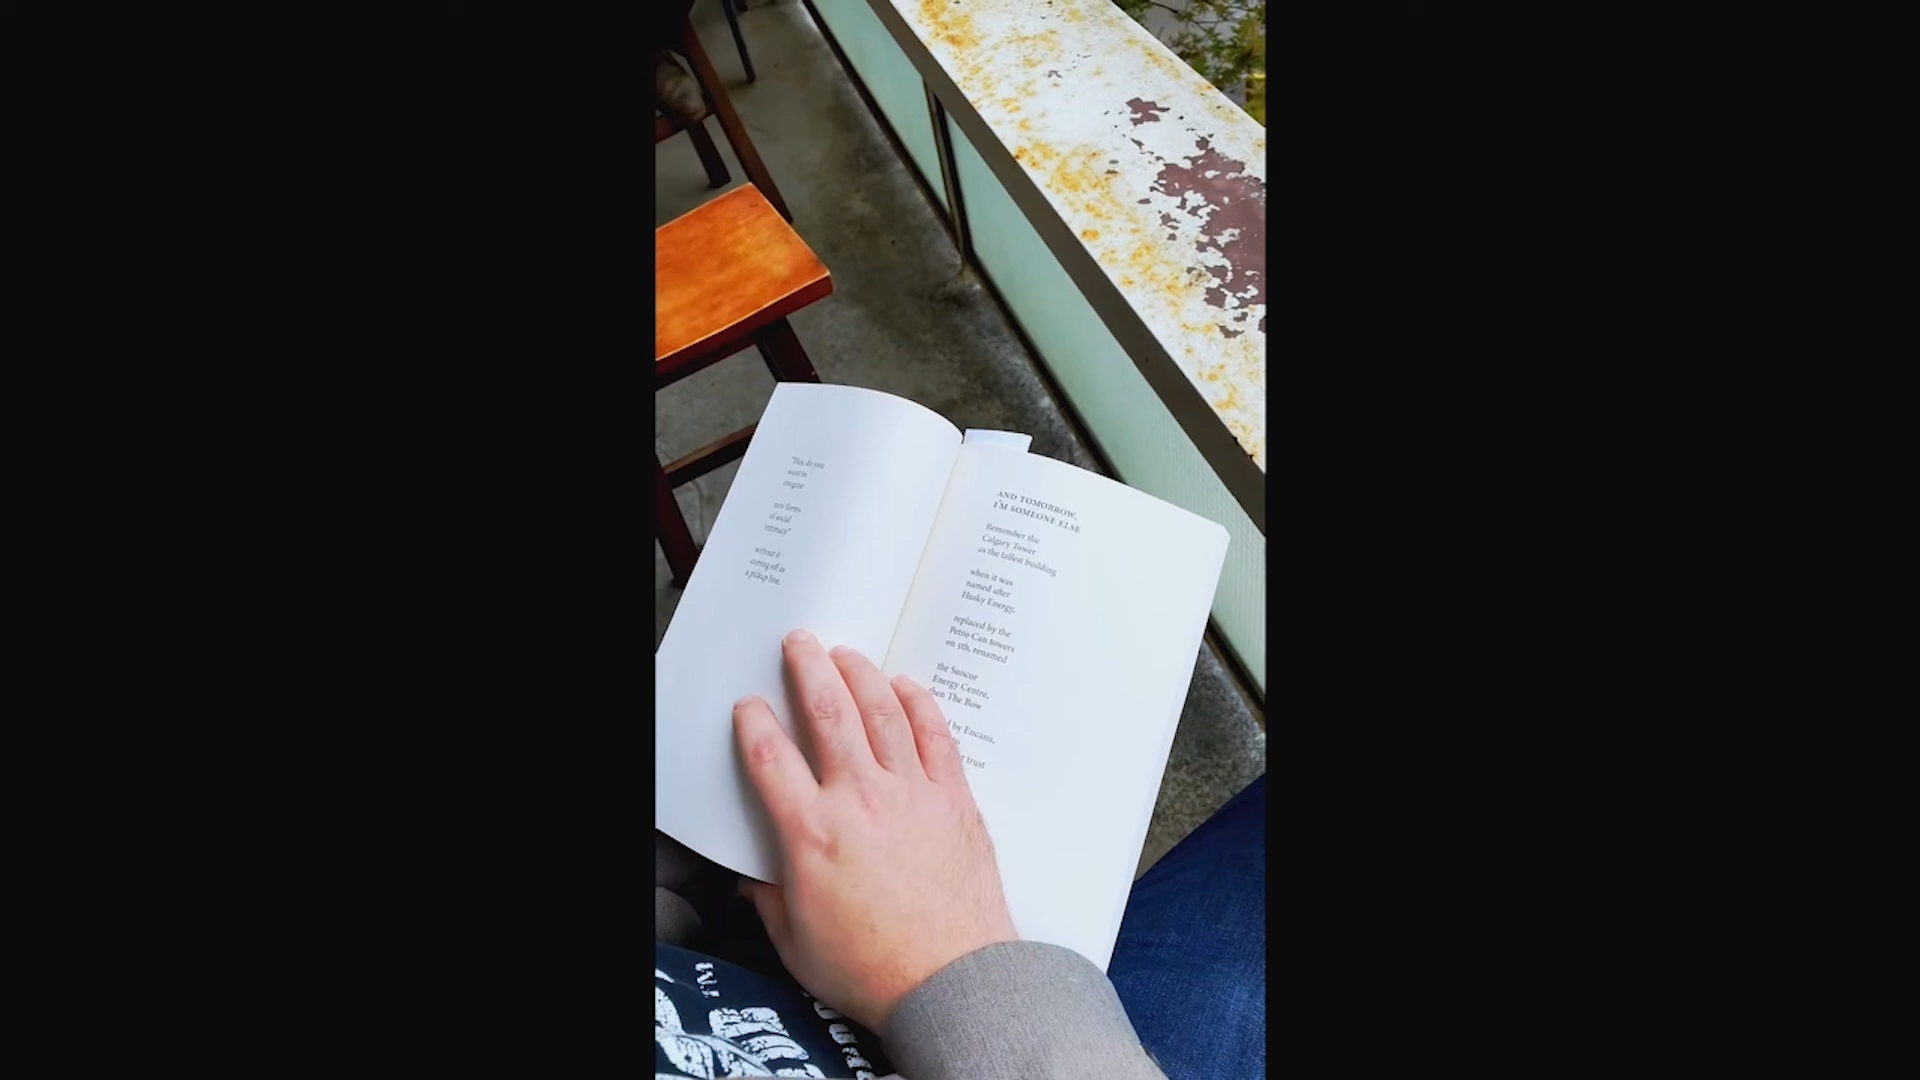 "Hey, do you
want to
imagine
new forms
of social
intimacy"
without it
coming off as
a pickup line.
AND TOMORROW,
I'M SOMEONE ELSE
Remember the
Calgary Tower
as the tallest building
when it was
named after
Husky Energy,
replaced by the
Petro-Can towers
on 5th, renamed
the Suncor
Energy Centre,
then The Bow
by Encana,
to
trust